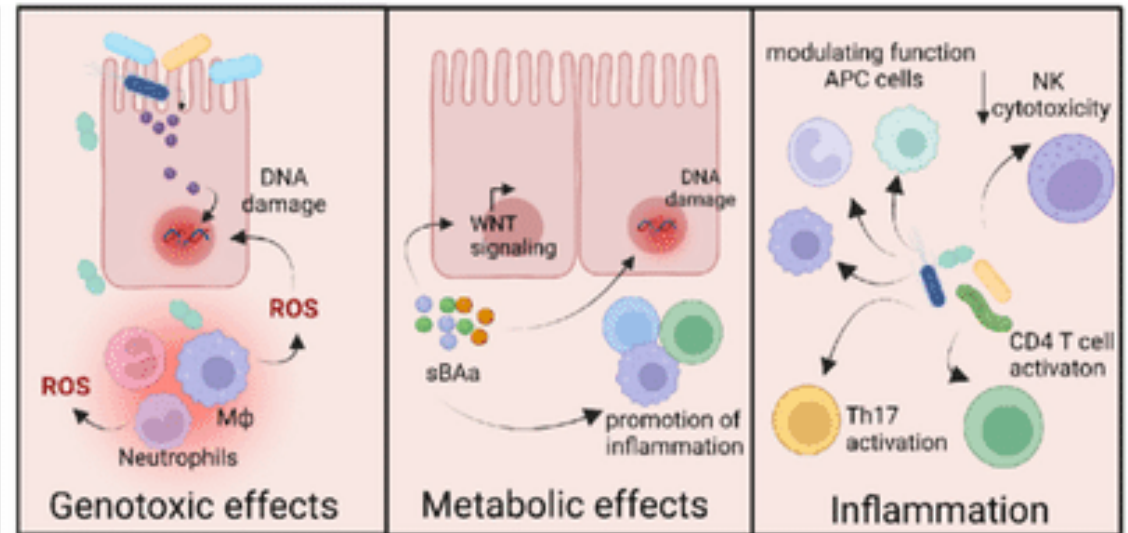 DNA
damage
ROS
ROS
Mф
Neutrophils
Genotoxic effects
DNA
damage
WNT
signaling
sBAa
promotion of
inflammation
Metabolic effects
modulating function
APC cells
NK
cytotoxicity
CD4 T cell
activaton
Th17
activation
Inflammation